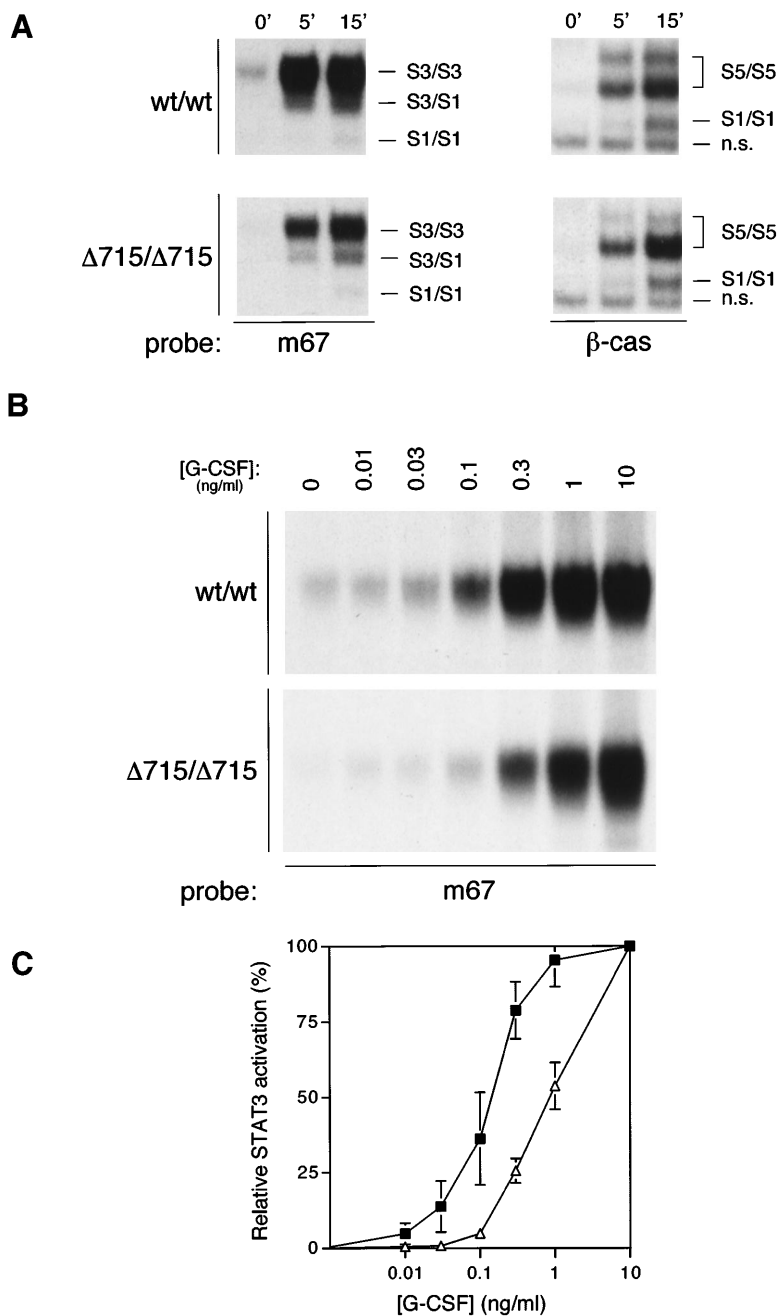 A
0' 5' 15' 0' 5' 15'
wt/wt
S3/S3
S3/S1
S1/S1
S5/S5
S1/S1
n.s.
Δ715/Δ715
S3/S3
S3/S1
S1/S1
S5/S5
S1/S1
n.s.
probe: m67 β-cas
B
[G-CSF]: 0 0.01 0.03 0.1 0.3 1 10
(ng/ml)
wt/wt
Δ715/Δ715
probe: m67
C
Relative STAT3 activation (%)
100
75
50
25
0
0.01 0.1 1 10
[G-CSF] (ng/ml)